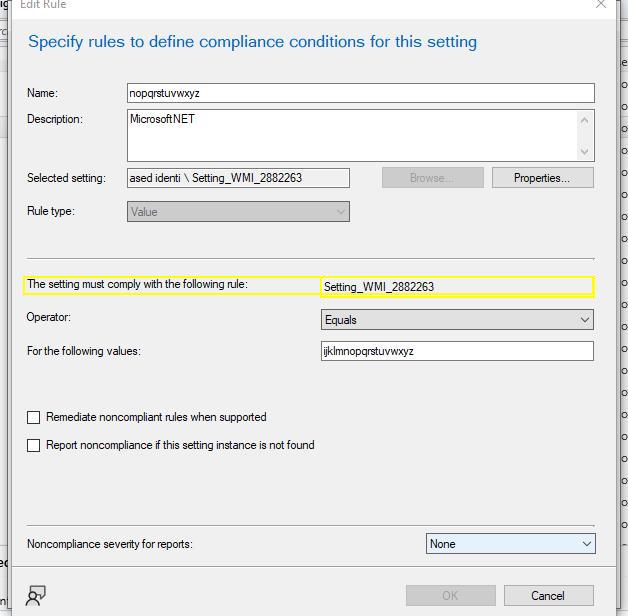 Edit Rule
Specify rules to define compliance conditions for this setting
Name:
nopqrstuvwxyz
Description:
MicrosoftNET
Selected setting:
ased identi \ Setting_WMI_2882263
Browse...
Properties...
Rule type:
Value
The setting must comply with the following rule:
Setting_WMI_2882263
Operator:
Equals
For the following values:
ijklmnopqrstuvwxyz
Remediate noncompliant rules when supported
Report noncompliance if this setting instance is not found
Noncompliance severity for reports:
None
OK
Cancel